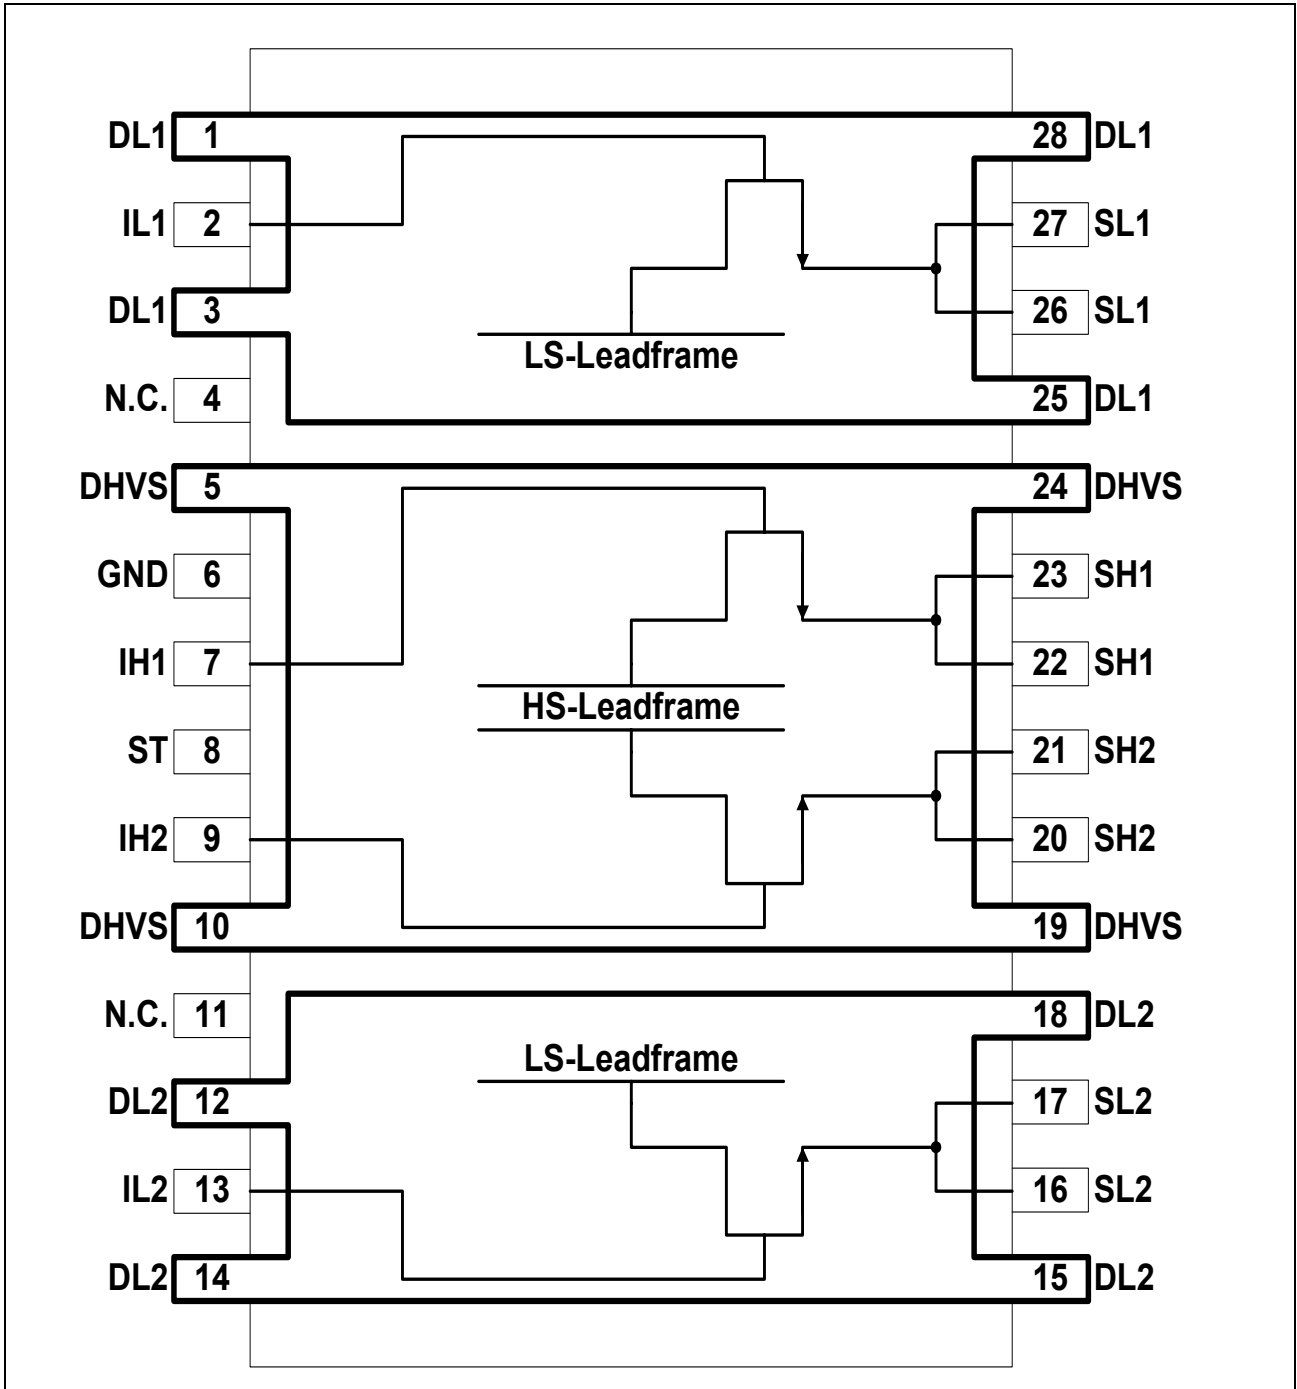 DL1 1 28 DL1
IL1 2 27 SL1
DL1 3 26 SL1
LS-Leadframe
N.C. 4 25 DL1
DHVS 5 24 DHVS
GND 6 23 SH1
IH1 7 22 SH1
HS-Leadframe
ST 8 21 SH2
IH2 9 20 SH2
DHVS 10 19 DHVS
N.C. 11 18 DL2
LS-Leadframe
DL2 12 17 SL2
IL2 13 16 SL2
DL2 14 15 DL2